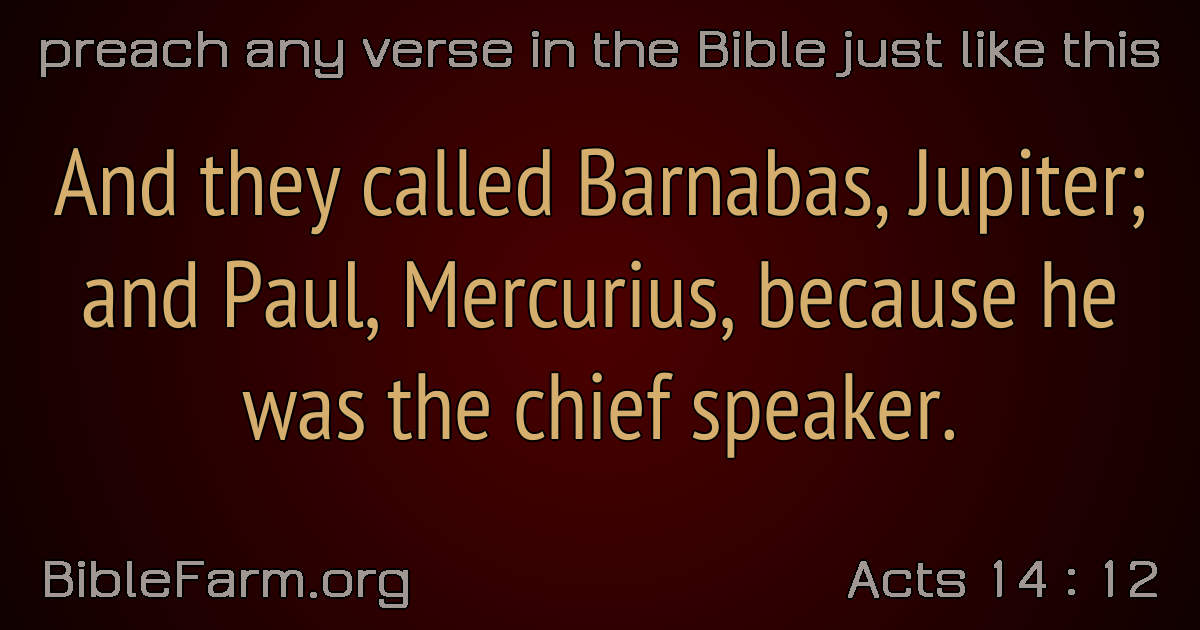 preach any verse in the Bible just like this
And they called Barnabas, Jupiter;
and Paul, Mercurius, because he
was the chief speaker.
BibleFarm.org
Acts 14 : 12